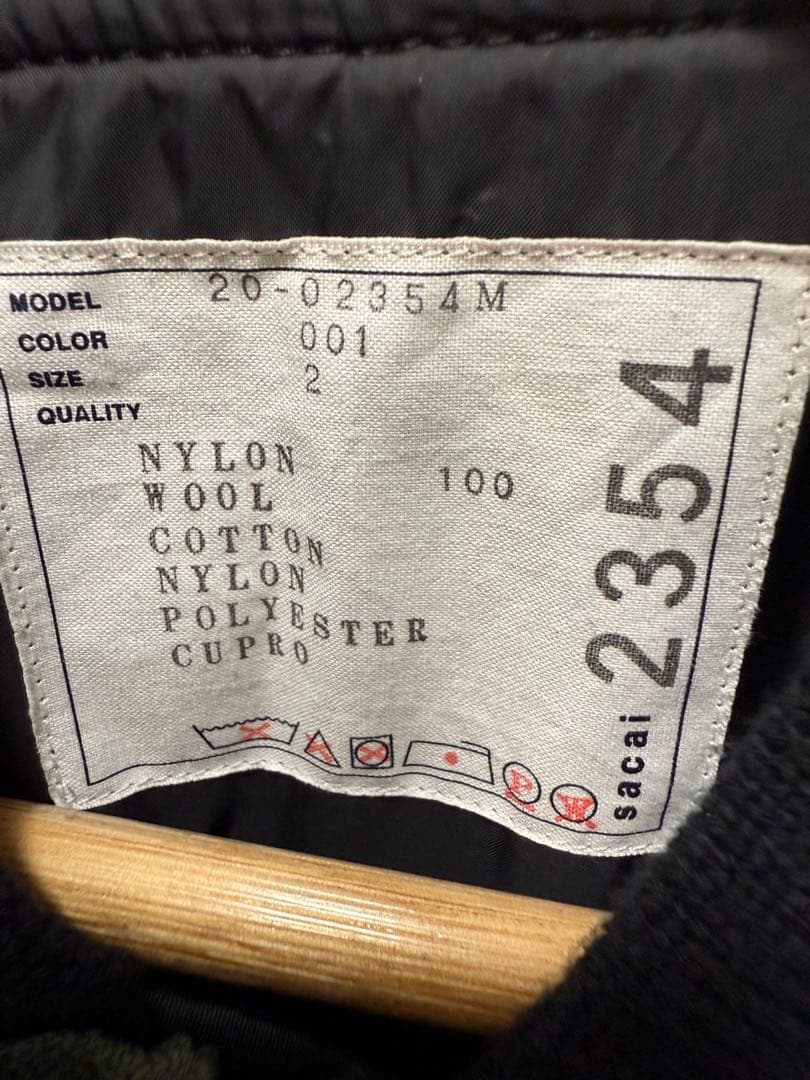 MODEL 20-02354M
COLOR 001
SIZE 2
QUALITY
NYLON 100
WOOL
COTTON
NYLON
POLYESTER
CUPRO
P W
sacai 2354